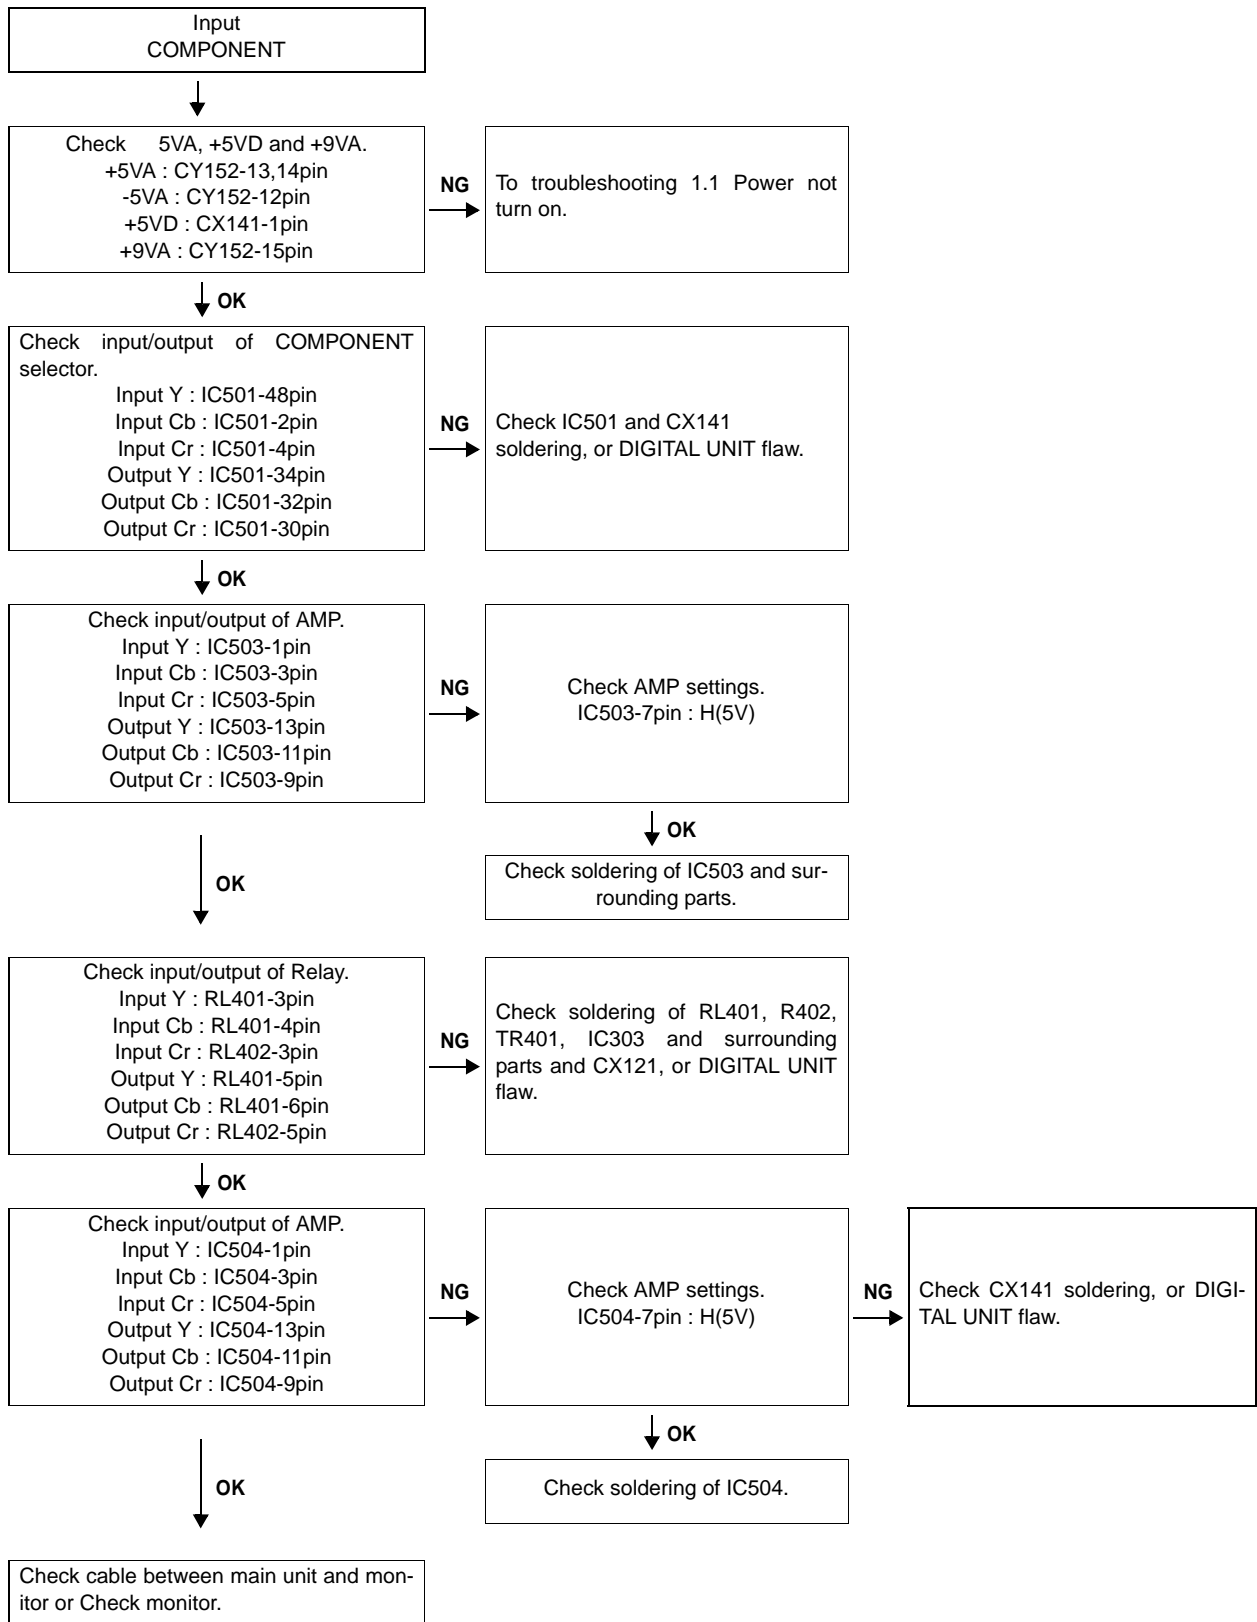 Input
COMPONENT
Check 5VA, +5VD and +9VA.
+5VA : CY152-13,14pin
-5VA : CY152-12pin
+5VD : CX141-1pin
+9VA : CY152-15pin
NG
To troubleshooting 1.1 Power not
turn on.
OK
Check input/output of COMPONENT
selector.
Input Y : IC501-48pin
Input Cb : IC501-2pin
Input Cr : IC501-4pin
Output Y : IC501-34pin
Output Cb : IC501-32pin
Output Cr : IC501-30pin
NG
Check IC501 and CX141
soldering, or DIGITAL UNIT flaw.
OK
Check input/output of AMP.
Input Y : IC503-1pin
Input Cb : IC503-3pin
Input Cr : IC503-5pin
Output Y : IC503-13pin
Output Cb : IC503-11pin
Output Cr : IC503-9pin
NG
Check AMP settings.
IC503-7pin : H(5V)
OK
Check soldering of IC503 and sur-
rounding parts.
OK
Check input/output of Relay.
Input Y : RL401-3pin
Input Cb : RL401-4pin
Input Cr : RL402-3pin
Output Y : RL401-5pin
Output Cb : RL401-6pin
Output Cr : RL402-5pin
NG
Check soldering of RL401, R402,
TR401, IC303 and surrounding
parts and CX121, or DIGITAL UNIT
flaw.
OK
Check input/output of AMP.
Input Y : IC504-1pin
Input Cb : IC504-3pin
Input Cr : IC504-5pin
Output Y : IC504-13pin
Output Cb : IC504-11pin
Output Cr : IC504-9pin
NG
Check AMP settings.
IC504-7pin : H(5V)
NG
Check CX141 soldering, or DIGI-
TAL UNIT flaw.
OK
Check soldering of IC504.
OK
Check cable between main unit and mon-
itor or Check monitor.